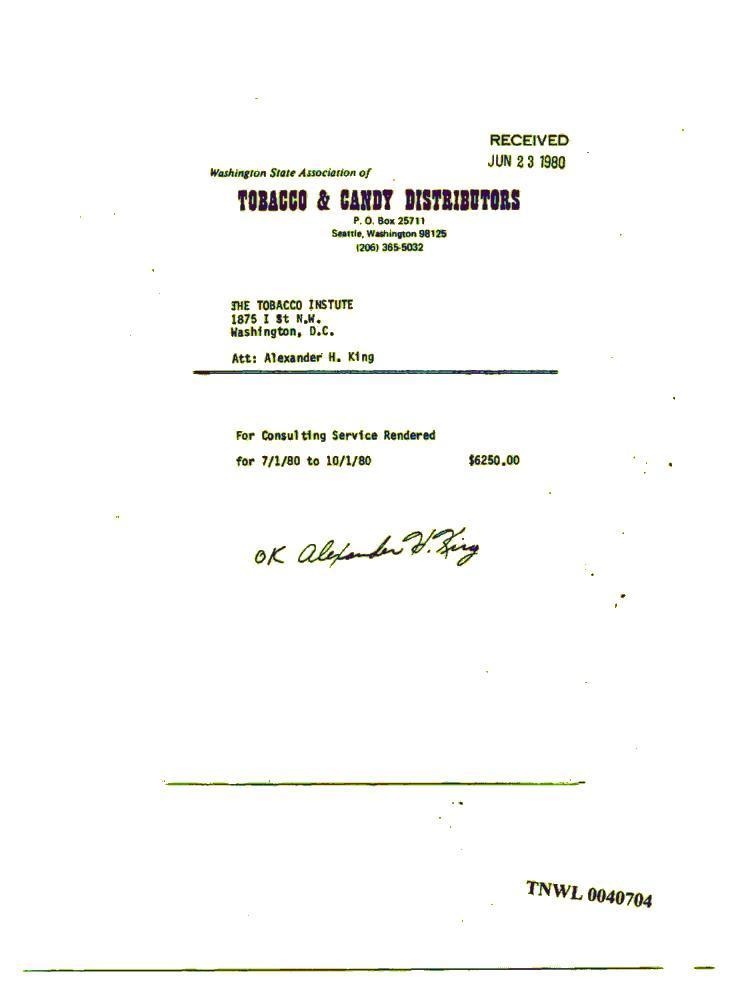 RECEIVED
JUN 23 1980
Washington State Association of
TOBACCO & CANDY DISTRIBUTORS
P. O. Box 25711
Seattle, Washington 98125
(206) 365-5032
THE TOBACCO INSTUTE
1875 I St N.W.
Washington, D.C.
Att: Alexander H. King
For Consulting Service Rendered
for 7/1/80 to 10/1/80 $6250.00
OK Alexander H. King
TNWL 0040704